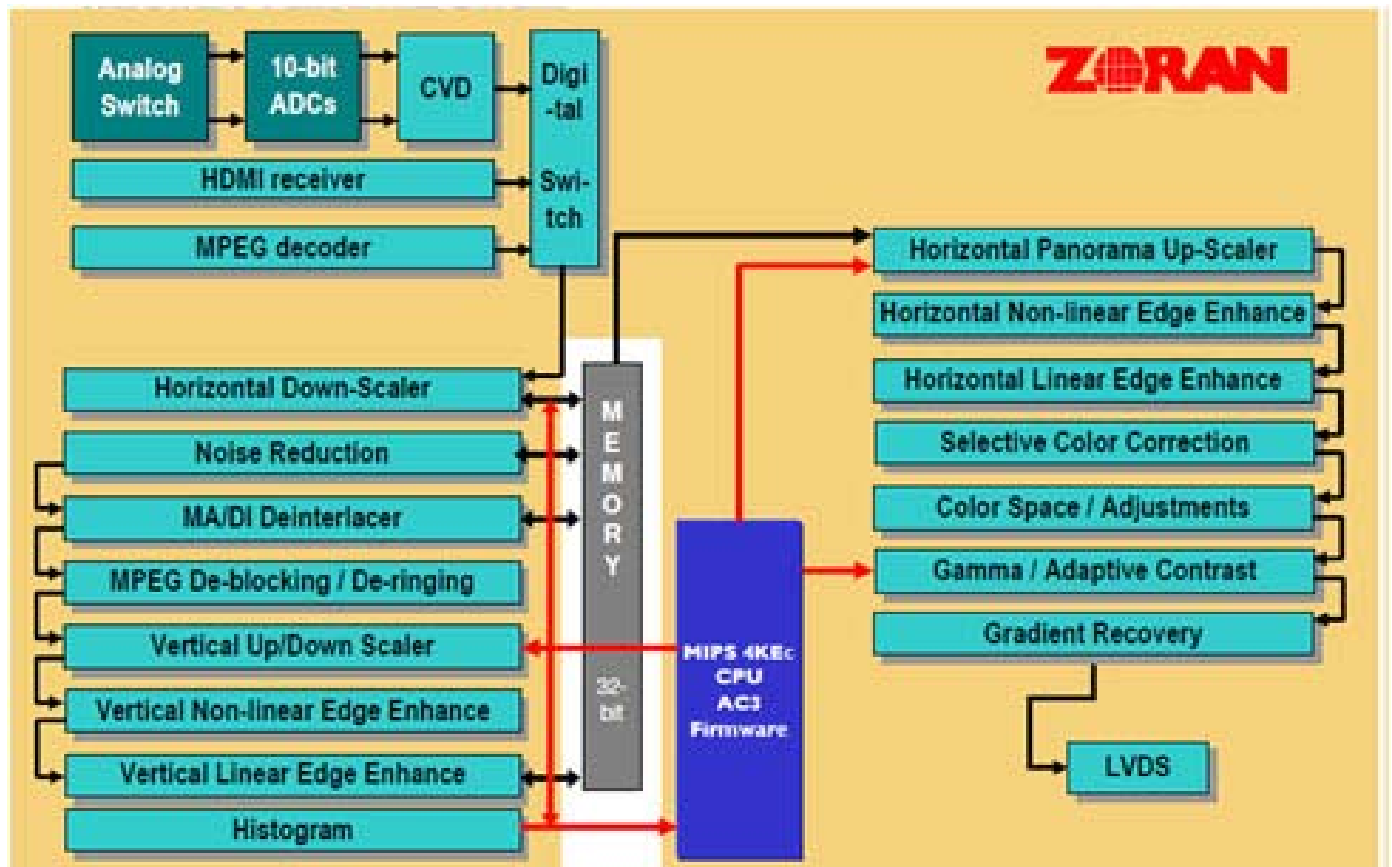 Analog
Switch
10-bit
ADCs
CVD
Digi
-tal
Swi-
tch
ZORAN
HDMI receiver
MPEG decoder
Horizontal Down-Scaler
Noise Reduction
MA/DI Deinterlacer
MPEG De-blocking / De-ringing
Vertical Up/Down Scaler
Vertical Non-linear Edge Enhance
Vertical Linear Edge Enhance
Histogram
MEMORY
32-
bit
MIPS 4KEc
CPU
AC3
Firmware
Horizontal Panorama Up-Scaler
Horizontal Non-linear Edge Enhance
Horizontal Linear Edge Enhance
Selective Color Correction
Color Space / Adjustments
Gamma / Adaptive Contrast
Gradient Recovery
LVDS